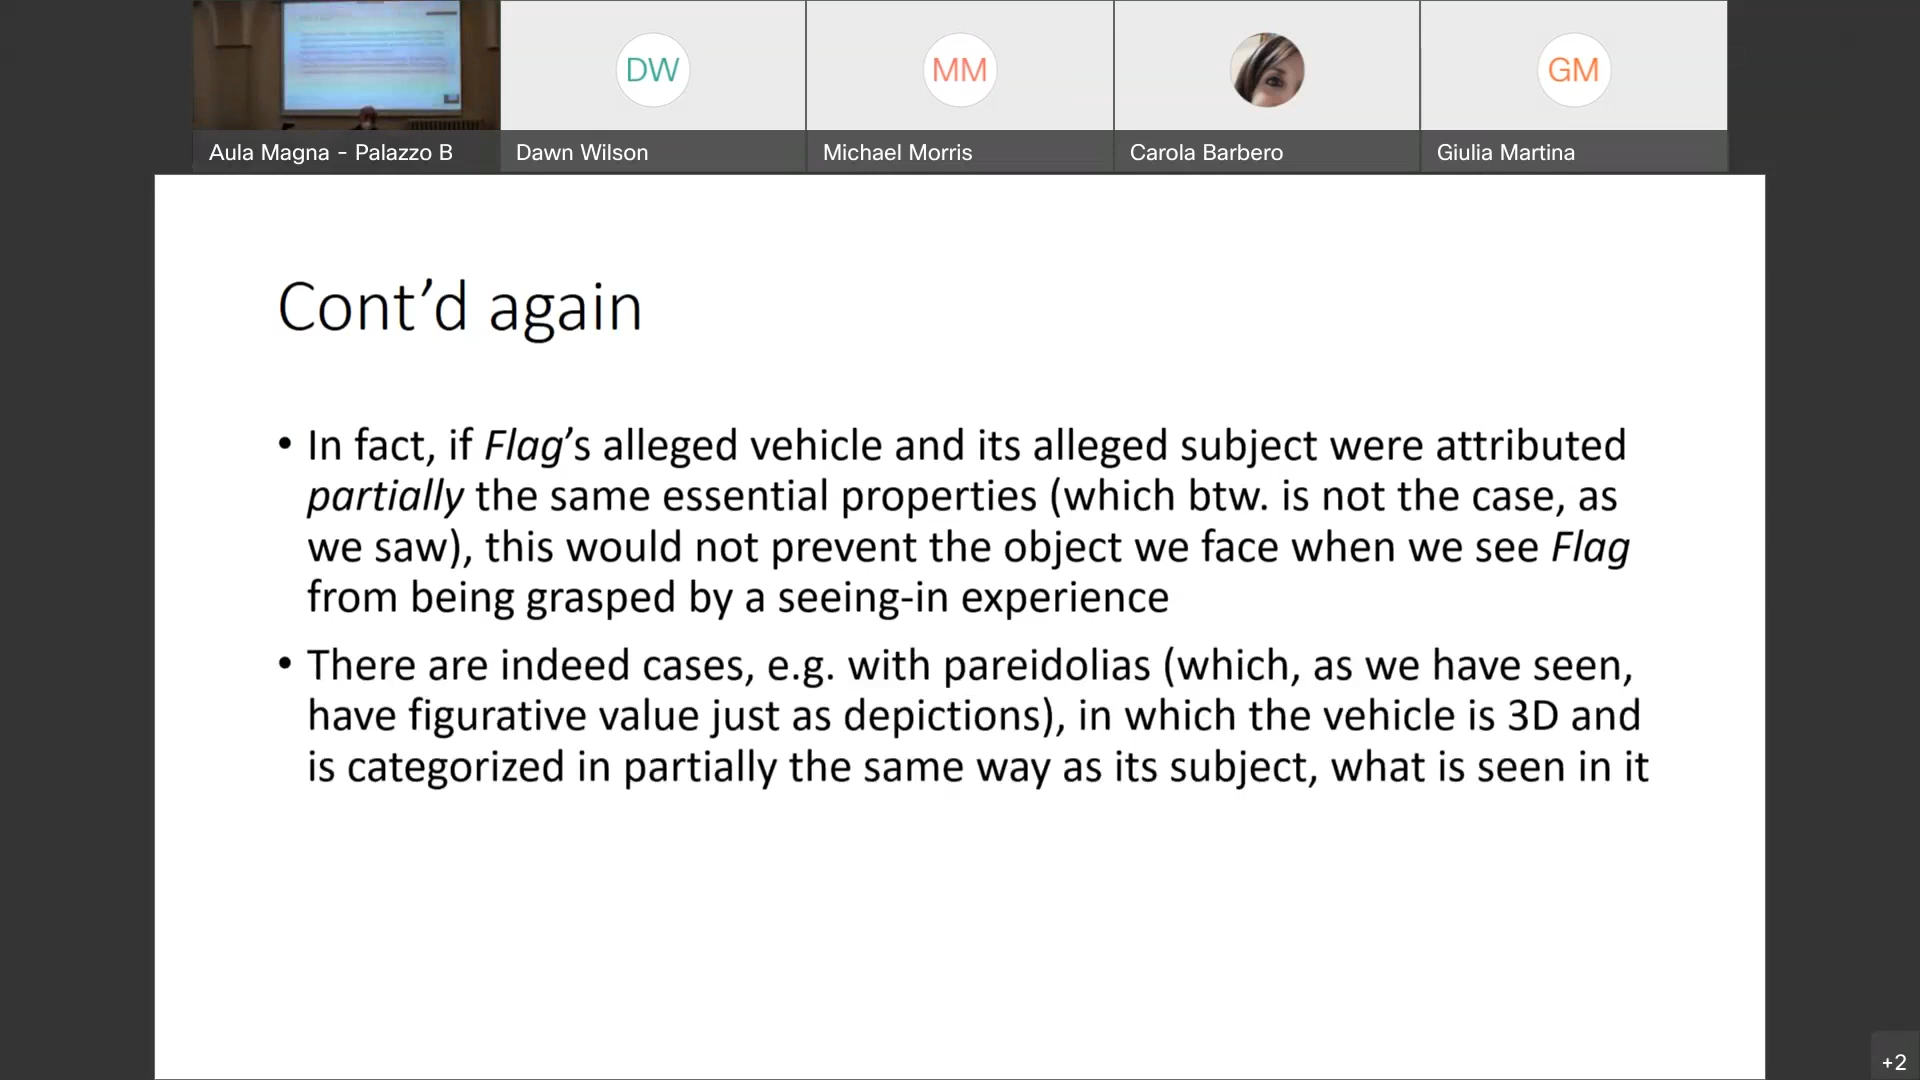 DW
MM
GM
Aula Magna - Palazzo B
Dawn Wilson
Michael Morris
Carola Barbero
Giulia Martina
Cont’d again
• In fact, if Flag’s alleged vehicle and its alleged subject were attributed
partially the same essential properties (which btw. is not the case, as
we saw), this would not prevent the object we face when we see Flag
from being grasped by a seeing-in experience
• There are indeed cases, e.g. with pareidolias (which, as we have seen,
have figurative value just as depictions), in which the vehicle is 3D and
is categorized in partially the same way as its subject, what is seen in it
+2